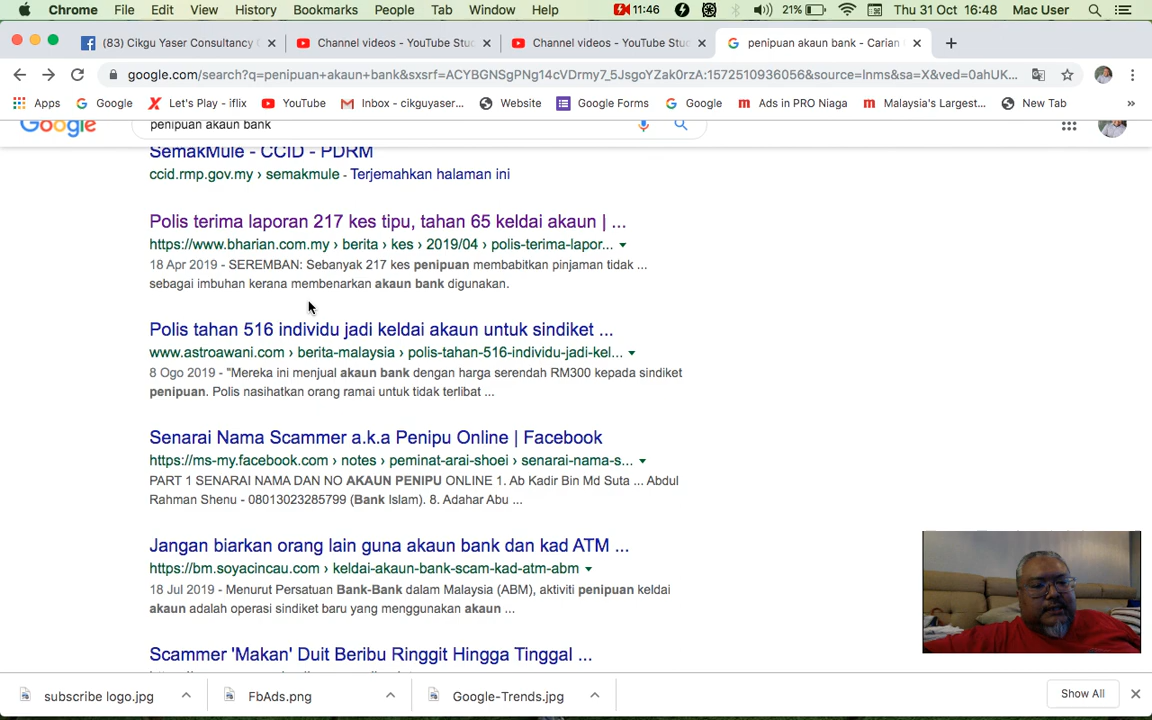 Chrome File Edit View History Bookmarks People Tab Window Help 11:46 21% Thu 31 Oct 16:48 Mac User
(83) Cikgu Yaser Consultancy Channel videos - YouTube Stu Channel videos - YouTube Stu penipuan akaun bank - Carian
google.com/search?q=penipuan+akaun+bank&sxsrf=ACYBGNSgPNg14cVDrmy7_5JsgoYZak0rzA:1572510936056&source=lnms&sa=X&ved=0ahUK...
Apps Google Let's Play - iflix YouTube Inbox - cikguyaser... Website Google Forms Google Ads in PRO Niaga Malaysia's Largest... New Tab »
Google penipuan akaun bank
SemakMule - CCID - PDRM
ccid.rmp.gov.my › semakmule - Terjemahkan halaman ini
Polis terima laporan 217 kes tipu, tahan 65 keldai akaun | ...
https://www.bharian.com.my › berita › kes › 2019/04 › polis-terima-lapor...
18 Apr 2019 - SEREMBAN: Sebanyak 217 kes penipuan membabitkan pinjaman tidak ...
sebagai imbuhan kerana membenarkan akaun bank digunakan.
Polis tahan 516 individu jadi keldai akaun untuk sindiket ...
www.astroawani.com › berita-malaysia › polis-tahan-516-individu-jadi-kel...
8 Ogo 2019 - "Mereka ini menjual akaun bank dengan harga serendah RM300 kepada sindiket
penipuan. Polis nasihatkan orang ramai untuk tidak terlibat ...
Senarai Nama Scammer a.k.a Penipu Online | Facebook
https://ms-my.facebook.com › notes › peminat-arai-shoei › senarai-nama-s...
PART 1 SENARAI NAMA DAN NO AKAUN PENIPU ONLINE 1. Ab Kadir Bin Md Suta ... Abdul
Rahman Shenu - 08013023285799 (Bank Islam). 8. Adahar Abu ...
Jangan biarkan orang lain guna akaun bank dan kad ATM ...
https://bm.soyacincau.com › keldai-akaun-bank-scam-kad-atm-abm
18 Jul 2019 - Menurut Persatuan Bank-Bank dalam Malaysia (ABM), aktiviti penipuan keldai
akaun adalah operasi sindiket baru yang menggunakan akaun ...
Scammer 'Makan' Duit Beribu Ringgit Hingga Tinggal ...
subscribe logo.jpg FbAds.png Google-Trends.jpg Show All